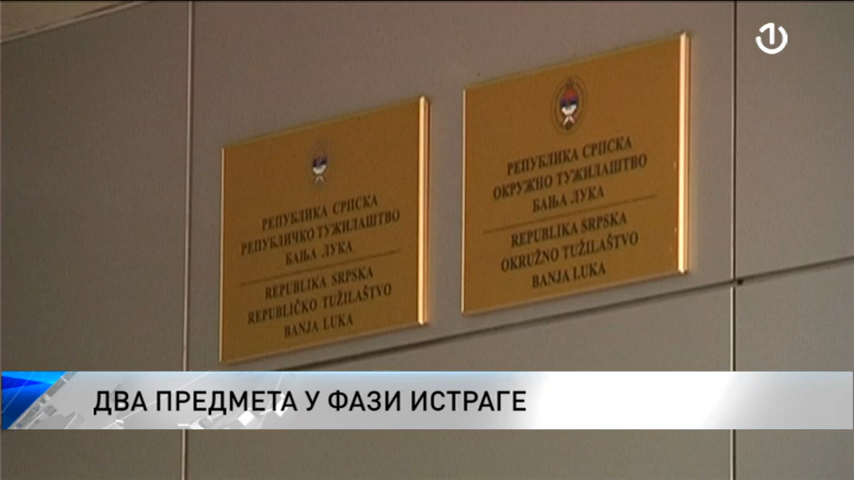 РЕПУБЛИКА СРПСКА
РЕПУБЛИЧКО ТУЖИЛАШТВО
БАЊА ЛУКА
REPUBLIKA SRPSKA
REPUBLIČKO TUŽILAŠTVO
BANJA LUKA
РЕПУБЛИКА СРПСКА
ОКРУЖНО ТУЖИЛАШТВО
БАЊА ЛУКА
REPUBLIKA SRPSKA
OKRUŽNO TUŽILAŠTVO
BANJA LUKA
ДВА ПРЕДМЕТА У ФАЗИ ИСТРАГЕ